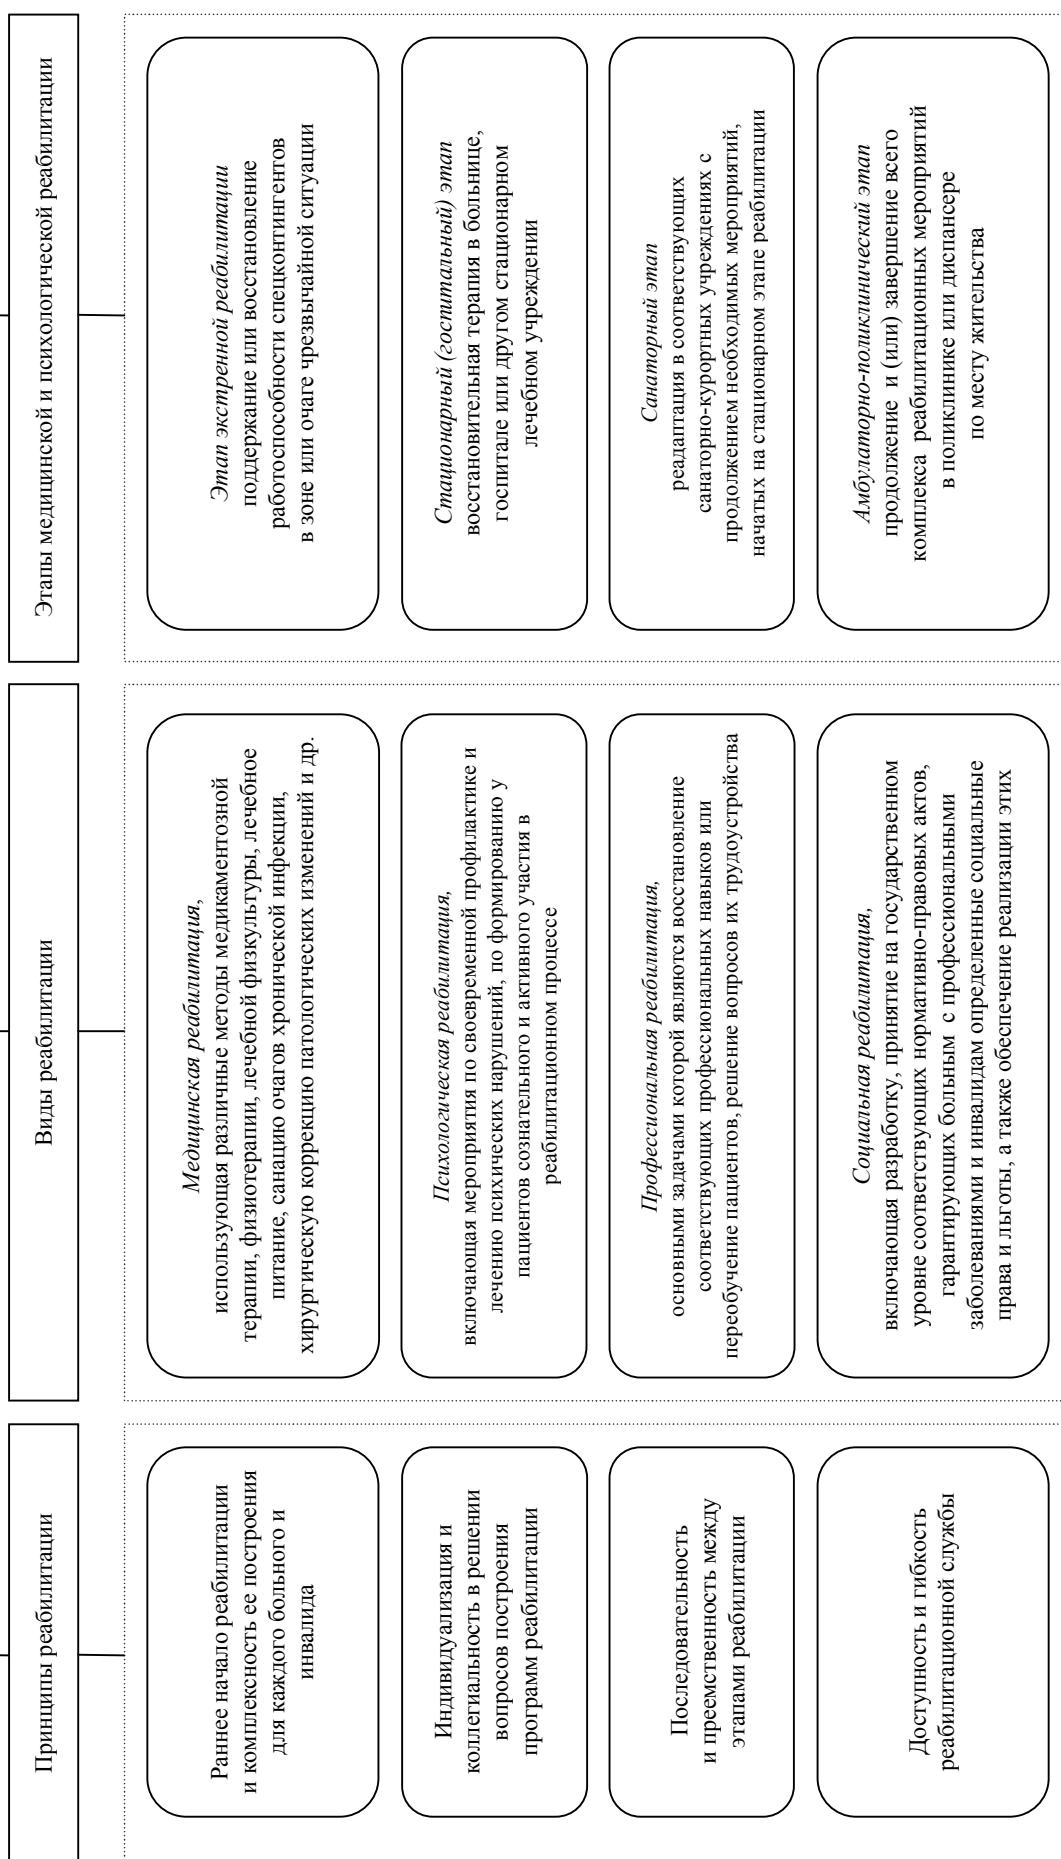 Принципы реабилитации
Раннее начало реабилитации
и комплексность ее построения
для каждого больного и
инвалида
Индивидуализация и
коллегиальность в решении
вопросов построения
программ реабилитации
Последовательность
и преемственность между
этапами реабилитации
Доступность и гибкость
реабилитационной службы
Виды реабилитации
Медицинская реабилитация,
использующая различные методы медикаментозной
терапии, физиотерапии, лечебной физкультуры, лечебное
питание, санацию очагов хронической инфекции,
хирургическую коррекцию патологических изменений и др.
Психологическая реабилитация,
включающая мероприятия по своевременной профилактике и
лечению психических нарушений, по формированию у
пациентов сознательного и активного участия в
реабилитационном процессе
Профессиональная реабилитация,
основными задачами которой являются восстановление
соответствующих профессиональных навыков или
переобучение пациентов, решение вопросов их трудоустройства
Социальная реабилитация,
включающая разработку, принятие на государственном
уровне соответствующих нормативно-правовых актов,
гарантирующих больным с профессиональными
заболеваниями и инвалидам определенные социальные
права и льготы, а также обеспечение реализации этих
Этапы медицинской и психологической реабилитации
Этап экстренной реабилитации
поддержание или восстановление
работоспособности спецконтингентов
в зоне или очаге чрезвычайной ситуации
Стационарный (госпитальный) этап
восстановительная терапия в больнице,
госпитале или другом стационарном
лечебном учреждении
Санаторный этап
реадаптация в соответствующих
санаторно-курортных учреждениях с
продолжением необходимых мероприятий,
начатых на стационарном этапе реабилитации
Амбулаторно-поликлинический этап
продолжение и (или) завершение всего
комплекса реабилитационных мероприятий
в поликлинике или диспансере
по месту жительства